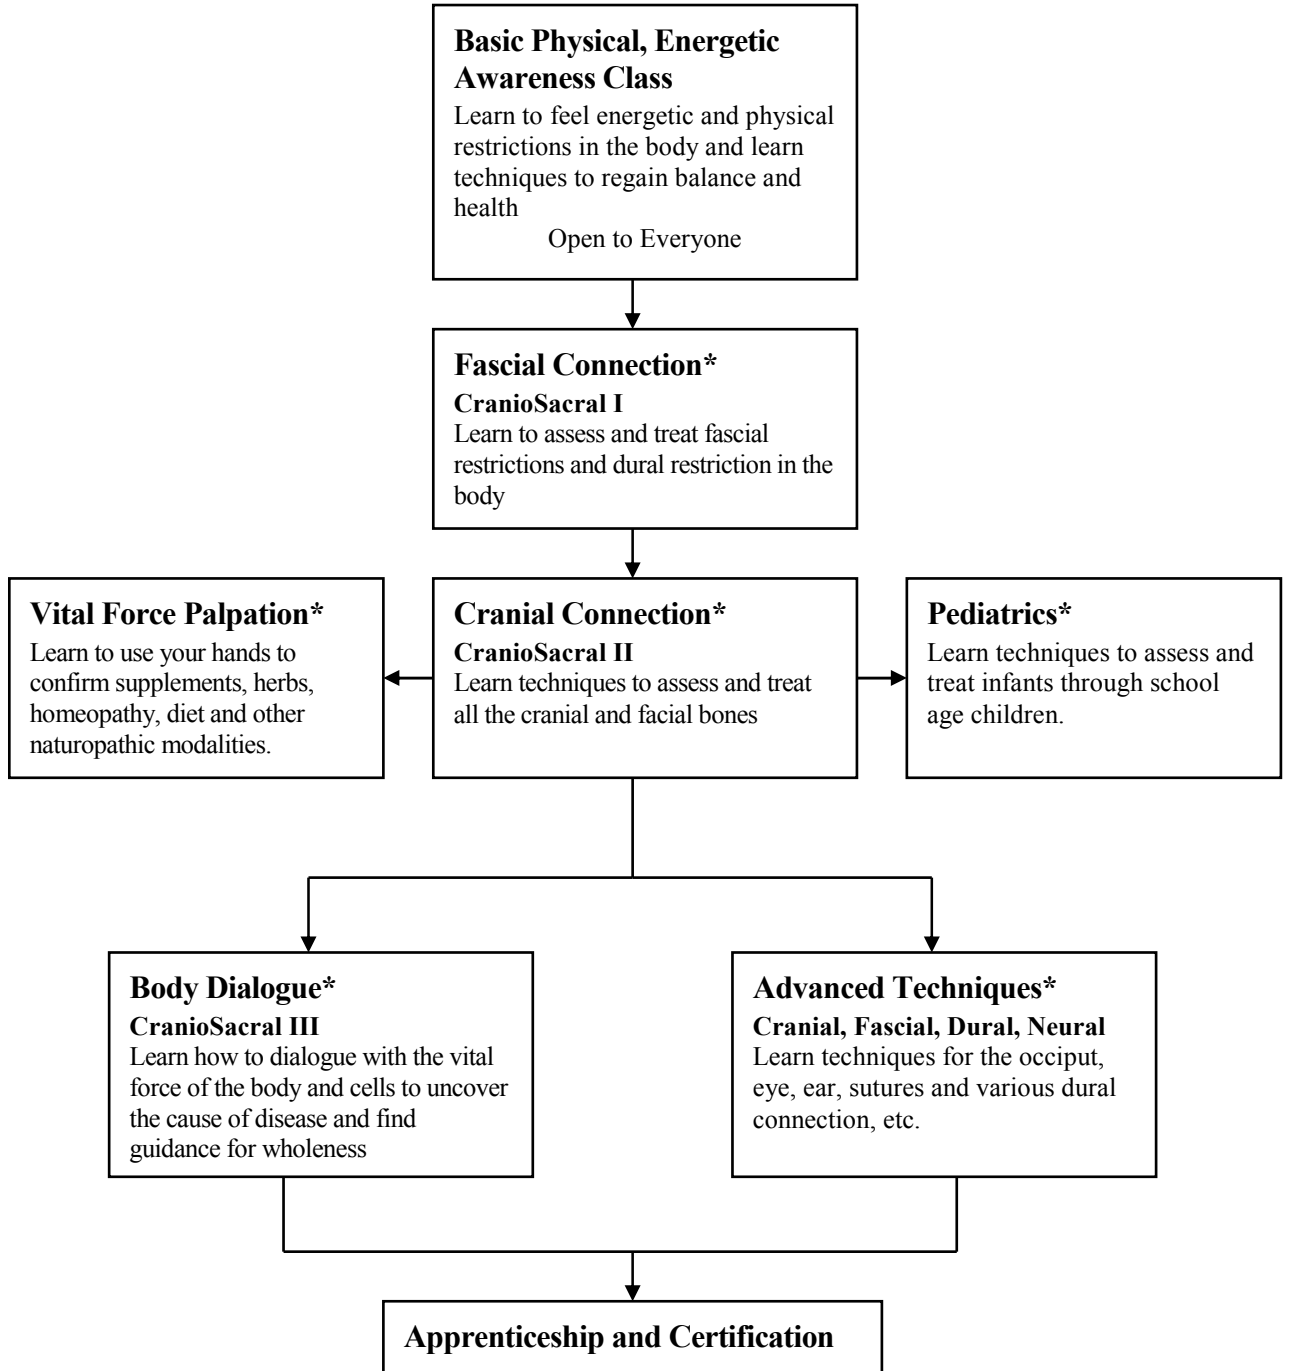 Basic Physical, Energetic
Awareness Class
Learn to feel energetic and physical
restrictions in the body and learn
techniques to regain balance and
health
Open to Everyone
Fascial Connection*
CranioSacral I
Learn to assess and treat fascial
restrictions and dural restriction in the
body
Vital Force Palpation*
Learn to use your hands to
confirm supplements, herbs,
homeopathy, diet and other
naturopathic modalities.
Cranial Connection*
CranioSacral II
Learn techniques to assess and treat
all the cranial and facial bones
Pediatrics*
Learn techniques to assess and
treat infants through school
age children.
Body Dialogue*
CranioSacral III
Learn how to dialogue with the vital
force of the body and cells to uncover
the cause of disease and find
guidance for wholeness
Advanced Techniques*
Cranial, Fascial, Dural, Neural
Learn techniques for the occiput,
eye, ear, sutures and various dural
connection, etc.
Apprenticeship and Certification